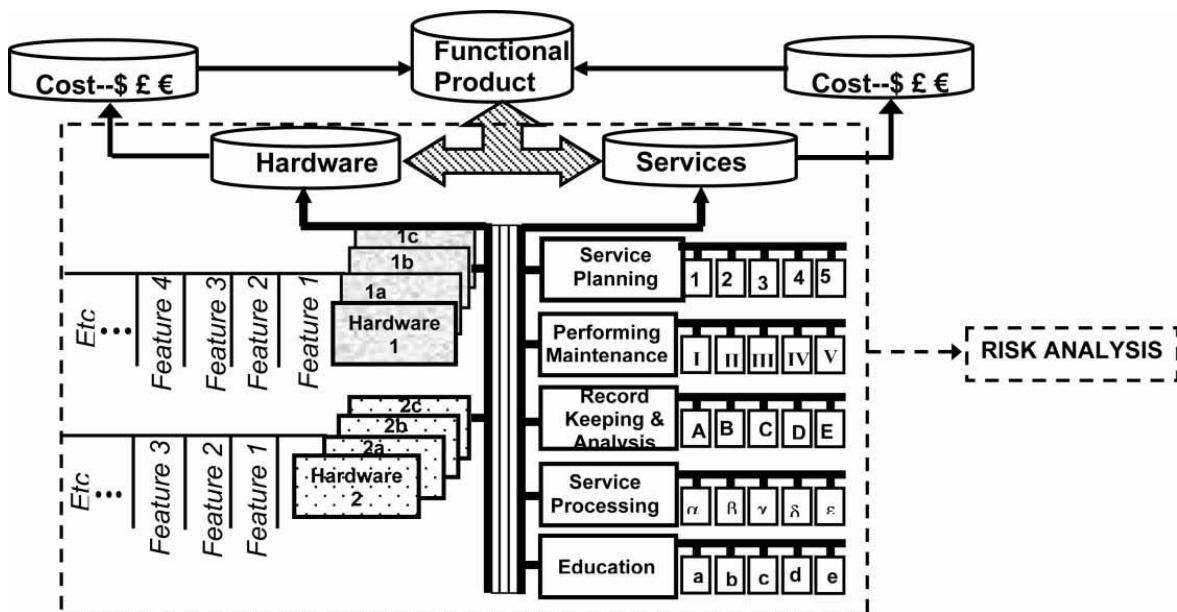 Functional
Product
Cost--$ £ €
Cost--$ £ €
Hardware
Services
1c
1b
1a
Hardware
1
Feature 1
Feature 2
Feature 3
Feature 4
Etc •••
2c
2b
2a
Hardware
2
Feature 1
Feature 2
Feature 3
Etc •••
Service
Planning
1 2 3 4 5
Performing
Maintenance
I II III IV V
Record
Keeping &
Analysis
A B C D E
Service
Processing
α β γ δ ε
Education
a b c d e
RISK ANALYSIS